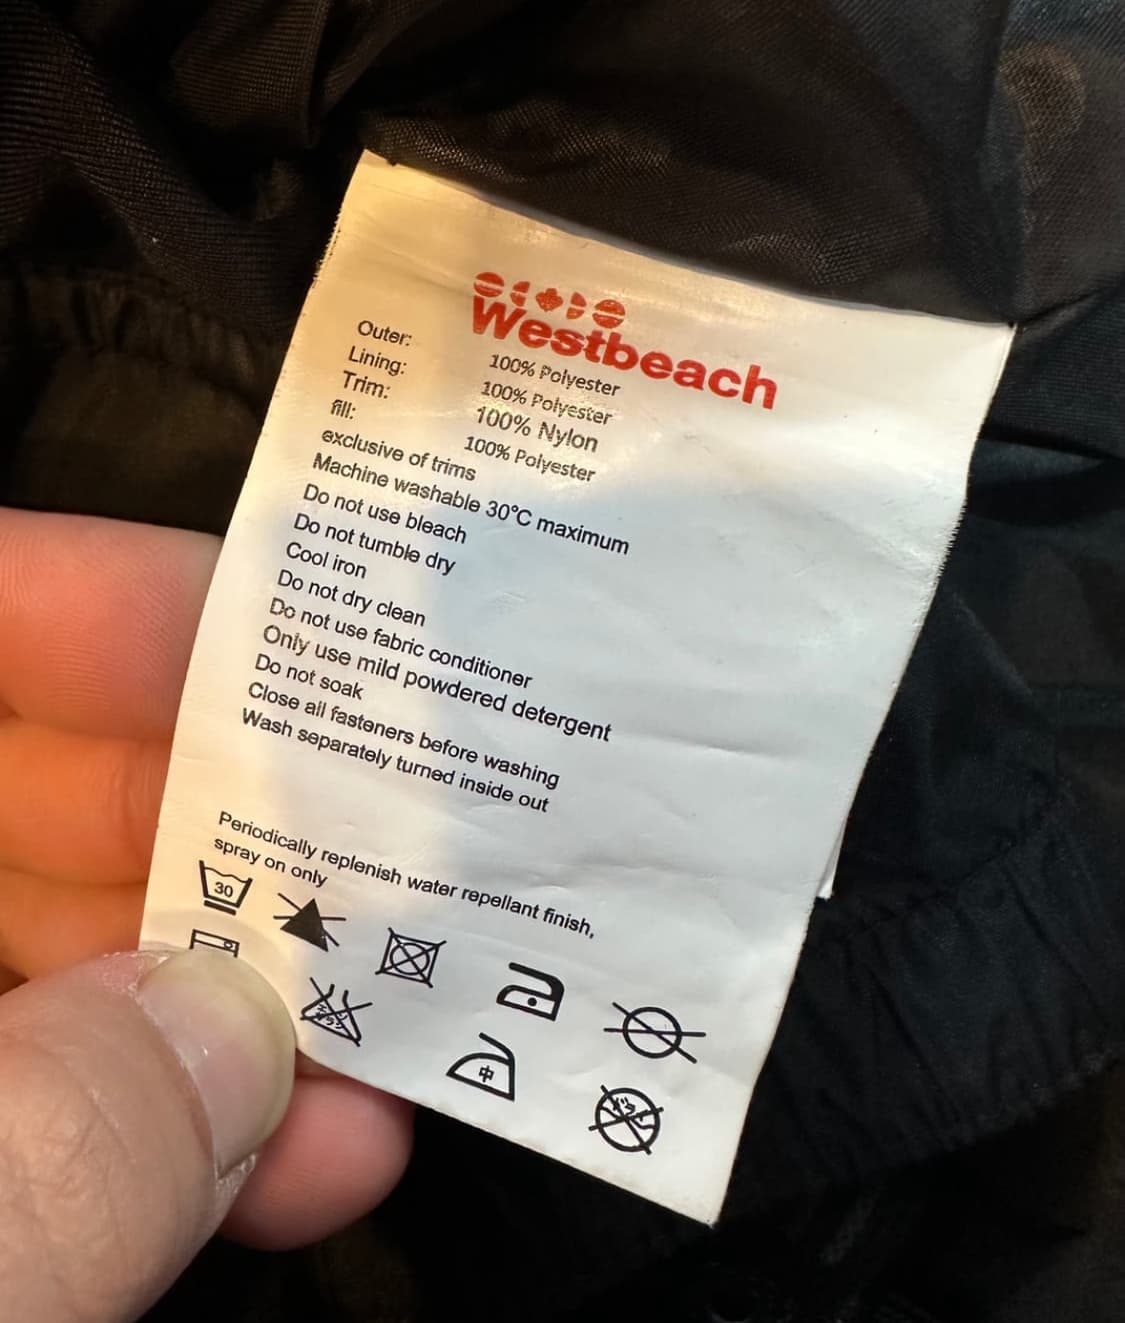 Westbeach
Outer: 100% Polyester
Lining: 100% Polyester
Trim: 100% Nylon
fill: 100% Polyester
exclusive of trims
Machine washable 30°C maximum
Do not use bleach
Do not tumble dry
Cool iron
Do not dry clean
Do not use fabric conditioner
Only use mild powdered detergent
Do not soak
Close all fasteners before washing
Wash separately turned inside out
Periodically replenish water repellant finish,
spray on only
30
中